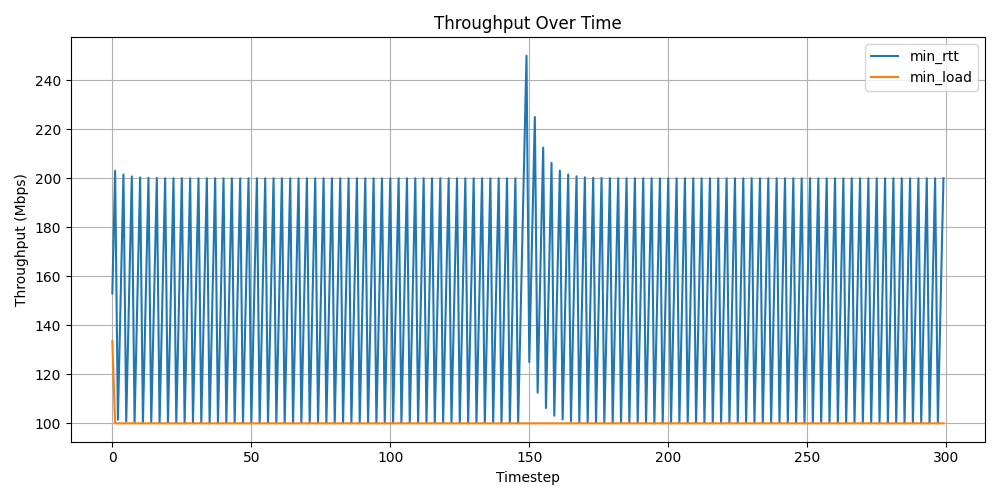 Throughput Over Time
min_rtt
min_load
Throughput (Mbps)
240
220
200
180
160
140
120
100
0 50 100 150 200 250 300
Timestep